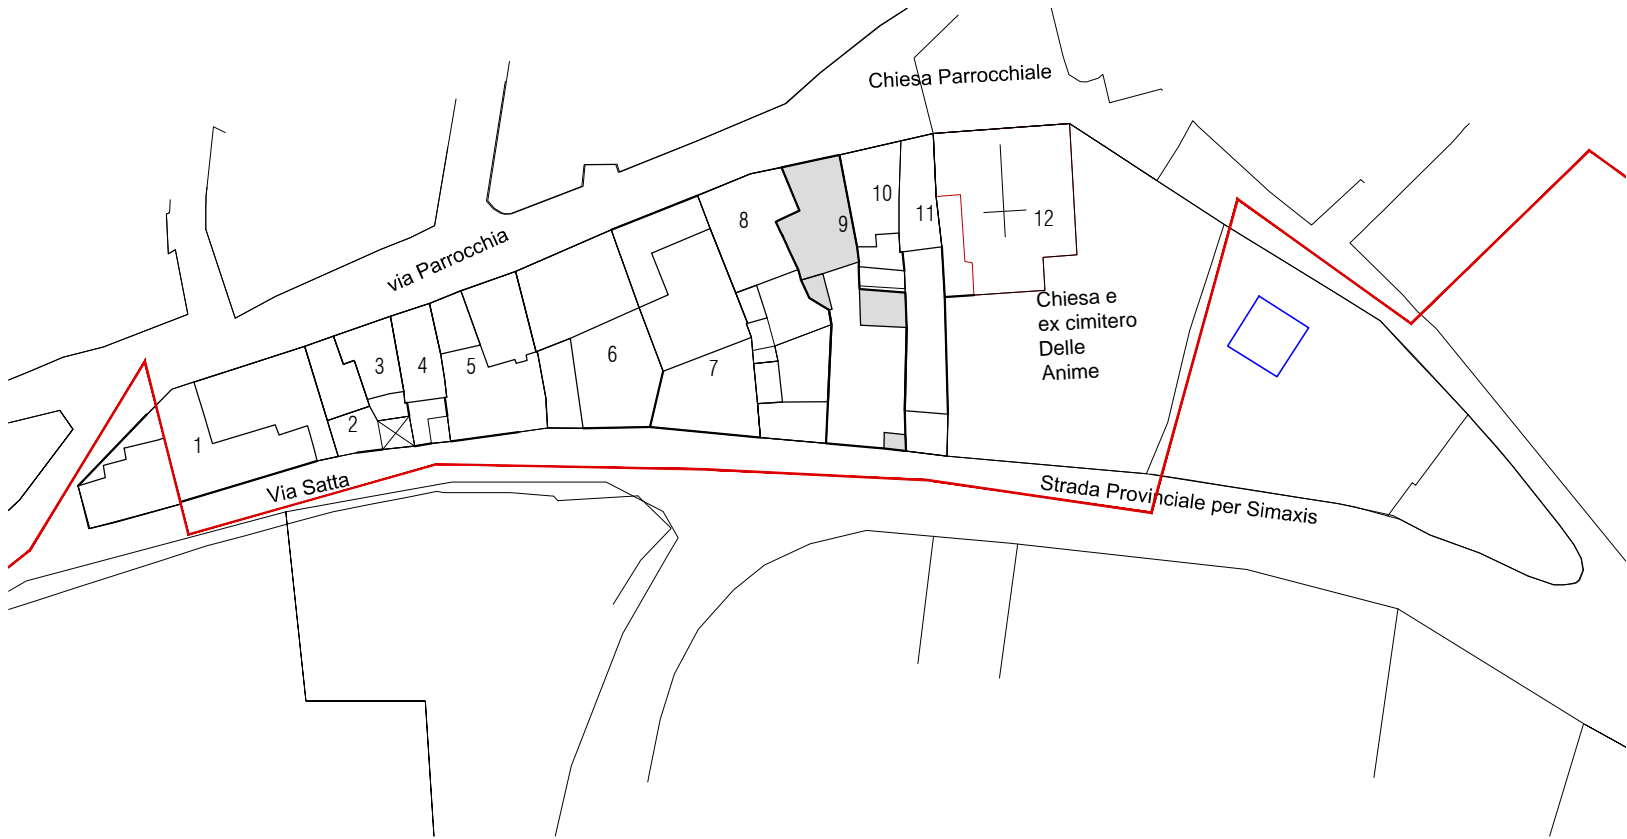 Chiesa Parrocchiale
via Parrocchia
8
9
10
11
12
Chiesa e
ex cimitero
Delle
Anime
1
2
3
4
5
6
7
Via Satta
Strada Provinciale per Simaxis